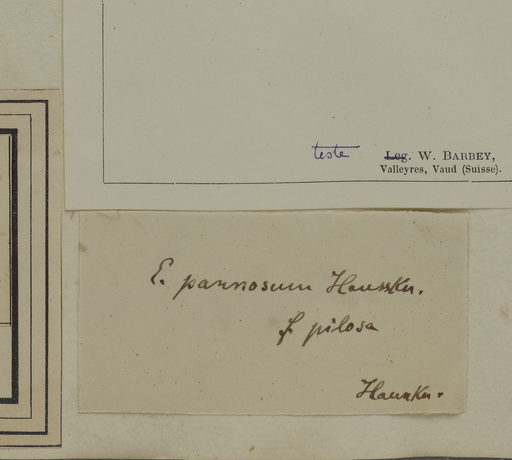 teste Leg. W. BARBEY,
Valleyres, Vaud (Suisse).
E. pannosum Hausskn.
f pilosa
Hausskn.